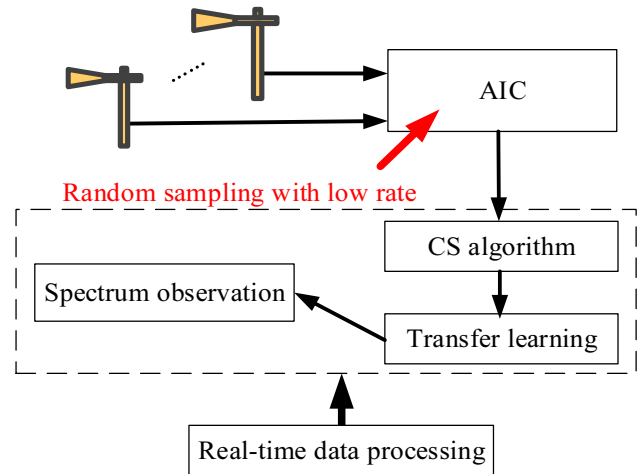 AIC
Random sampling with low rate
CS algorithm
Spectrum observation
Transfer learning
Real-time data processing